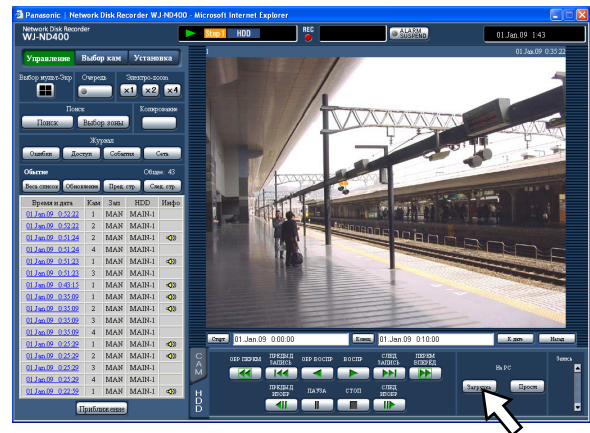 Panasonic | Network Disk Recorder WJ-ND400 - Microsoft Internet Explorer
Network Disk Recorder
WJ-ND400
Stop 1 HDD
REC
ALARM
SUSPEND
01.Jan.09 1:43
Управление Выбор кам Установка
1 01.Jan.09 0:35:22
Выбор мульт-Экр Очередь Электро-зоом
x1 x2 x4
Поиск Копирование
Поиск Выбор зоны
Журнал
Ошибки Доступ События Сеть
Общее: 43
Весь список Обновление Пред. стр. След. стр.
Время и дата Кам Зап HDD Инфо
01.Jan.09 0:52:22 1 MAN MAIN-1
01.Jan.09 0:52:22 2 MAN MAIN-1
01.Jan.09 0:51:24 2 MAN MAIN-1
01.Jan.09 0:51:24 4 MAN MAIN-1
01.Jan.09 0:51:23 1 MAN MAIN-1
01.Jan.09 0:51:23 3 MAN MAIN-1
01.Jan.09 0:43:15 1 MAN MAIN-1
01.Jan.09 0:35:09 1 MAN MAIN-1
01.Jan.09 0:35:09 2 MAN MAIN-1
01.Jan.09 0:35:09 3 MAN MAIN-1
01.Jan.09 0:35:09 4 MAN MAIN-1
01.Jan.09 0:25:29 1 MAN MAIN-1
01.Jan.09 0:25:29 2 MAN MAIN-1
01.Jan.09 0:25:29 3 MAN MAIN-1
01.Jan.09 0:25:29 4 MAN MAIN-1
01.Jan.09 0:22:59 1 MAN MAIN-1
Приближение
Старт 01.Jan.09 0:00:00 Конец 01.Jan.09 0:10:00 К дате Назад
CAM
HDD
ОБР ПЕРЕМ ПРЕДЫД ЗАПИСЬ ОБР ВОСПР ВОСПР СЛЕД ЗАПИСЬ ПЕРЕМ ВПЕРЁД
ПРЕДЫД ИЗОБР ПАУЗА СТОП СЛЕД ИЗОБР
На РС Запись
Загрузка Просм